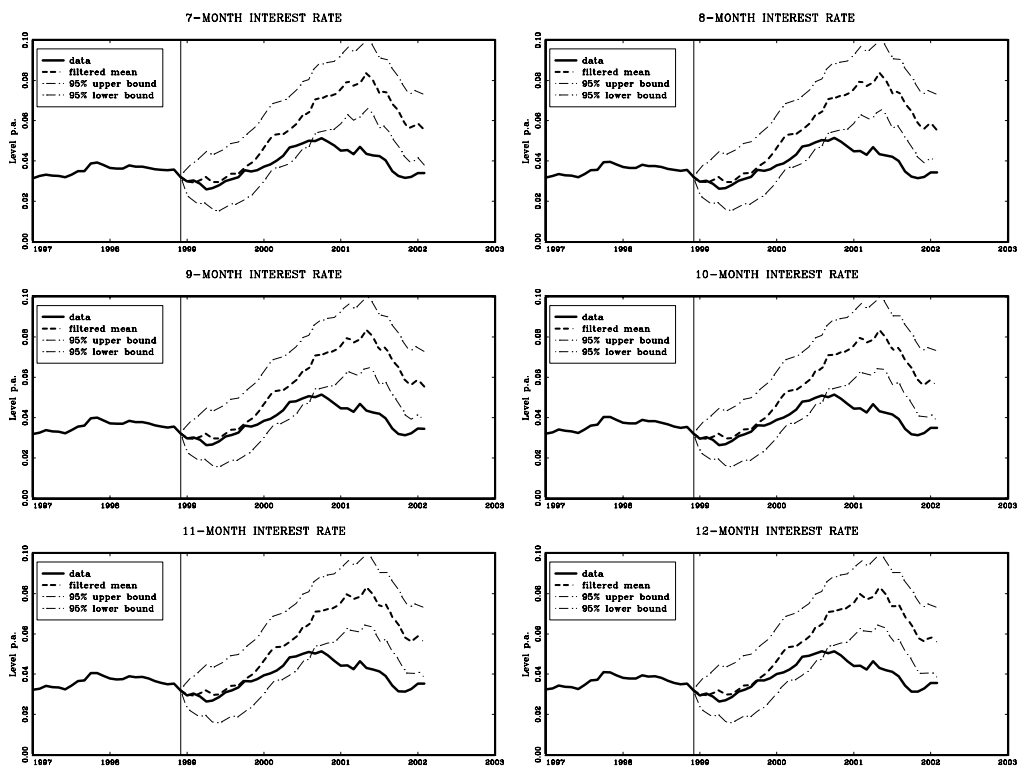 7-MONTH INTEREST RATE
Level p.a.
0.10
0.08
0.06
0.04
0.02
0.00
data
filtered mean
95% upper bound
95% lower bound
1997 1998 1999 2000 2001 2002 2003
8-MONTH INTEREST RATE
Level p.a.
0.10
0.08
0.06
0.04
0.02
0.00
data
filtered mean
95% upper bound
95% lower bound
1997 1998 1999 2000 2001 2002 2003
9-MONTH INTEREST RATE
Level p.a.
0.10
0.08
0.06
0.04
0.02
0.00
data
filtered mean
95% upper bound
95% lower bound
1997 1998 1999 2000 2001 2002 2003
10-MONTH INTEREST RATE
Level p.a.
0.10
0.08
0.06
0.04
0.02
0.00
data
filtered mean
95% upper bound
95% lower bound
1997 1998 1999 2000 2001 2002 2003
11-MONTH INTEREST RATE
Level p.a.
0.10
0.08
0.06
0.04
0.02
0.00
data
filtered mean
95% upper bound
95% lower bound
1997 1998 1999 2000 2001 2002 2003
12-MONTH INTEREST RATE
Level p.a.
0.10
0.08
0.06
0.04
0.02
0.00
data
filtered mean
95% upper bound
95% lower bound
1997 1998 1999 2000 2001 2002 2003